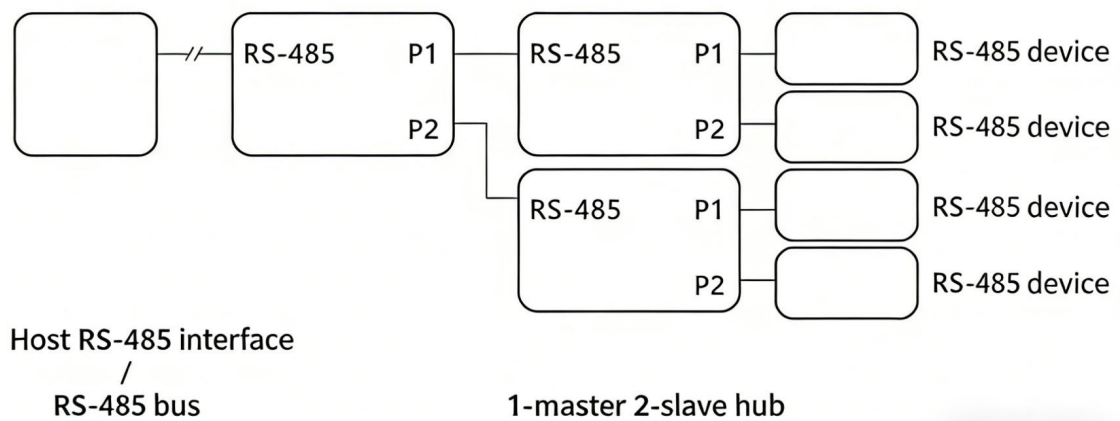 RS-485 P1 RS-485 P1 RS-485 device
P2 P2 RS-485 device
RS-485 P1 RS-485 device
P2 RS-485 device
Host RS-485 interface
/
RS-485 bus
1-master 2-slave hub